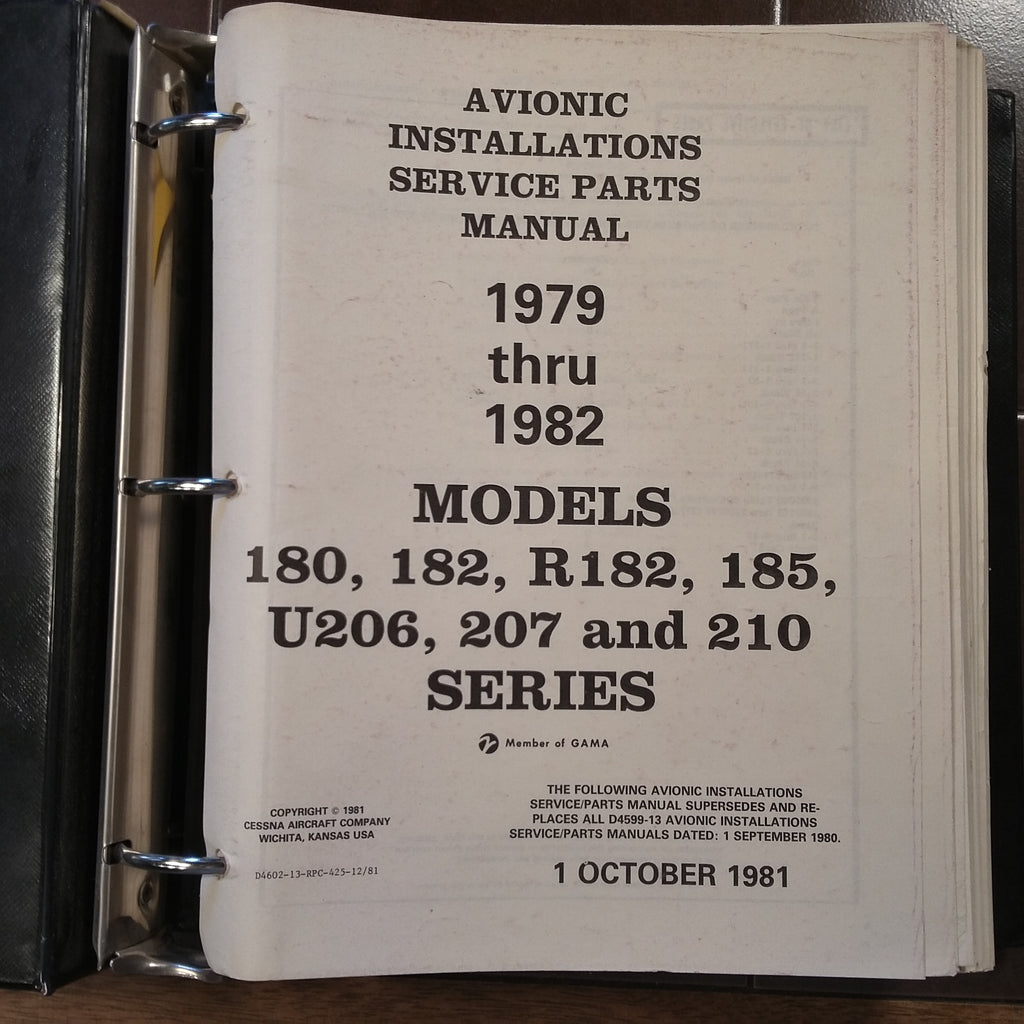 AVIONIC
INSTALLATIONS
SERVICE PARTS
MANUAL
1979
thru
1982
MODELS
180, 182, R182, 185,
U206, 207 and 210
SERIES
Member of GAMA
COPYRIGHT © 1981
CESSNA AIRCRAFT COMPANY
WICHITA, KANSAS USA
D4602-13-RPC-425-12/81
THE FOLLOWING AVIONIC INSTALLATIONS
SERVICE/PARTS MANUAL SUPERSEDES AND RE-
PLACES ALL D4599-13 AVIONIC INSTALLATIONS
SERVICE/PARTS MANUALS DATED: 1 SEPTEMBER 1980.
1 OCTOBER 1981